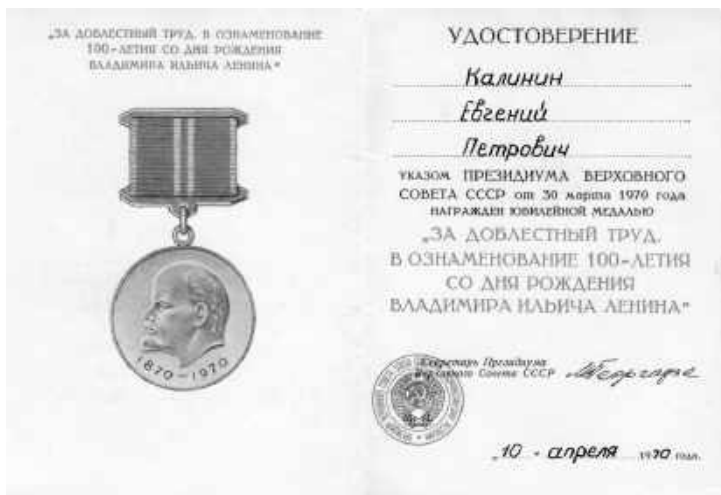 „ЗА ДОБЛЕСТНЫЙ ТРУД. В ОЗНАМЕНОВАНИЕ
100-ЛЕТИЯ СО ДНЯ РОЖДЕНИЯ
ВЛАДИМИРА ИЛЬИЧА ЛЕНИНА"
1870-1970
УДОСТОВЕРЕНИЕ
Калинин
Евгений
Петрович
УКАЗОМ ПРЕЗИДИУМА ВЕРХОВНОГО
СОВЕТА СССР от 30 марта 1970 года
НАГРАЖДЕН ЮБИЛЕЙНОЙ МЕДАЛЬЮ
„ЗА ДОБЛЕСТНЫЙ ТРУД.
В ОЗНАМЕНОВАНИЕ 100-ЛЕТИЯ
СО ДНЯ РОЖДЕНИЯ
ВЛАДИМИРА ИЛЬИЧА ЛЕНИНА"
Секретарь Президиума
Верховного Совета СССР
„10 - апреля 1970 года.